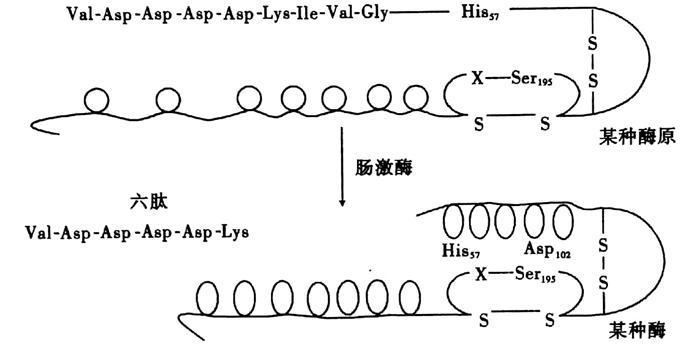 Val-Asp-Asp-Asp-Asp-Lys-Ile-Val-Gly
His₅₇
S
S
X
Ser₁₉₅
S
S
某种酶原
肠激酶
六肽
Val-Asp-Asp-Asp-Asp-Lys
His₅₇
Asp₁₀₂
S
S
X
Ser₁₉₅
S
S
某种酶